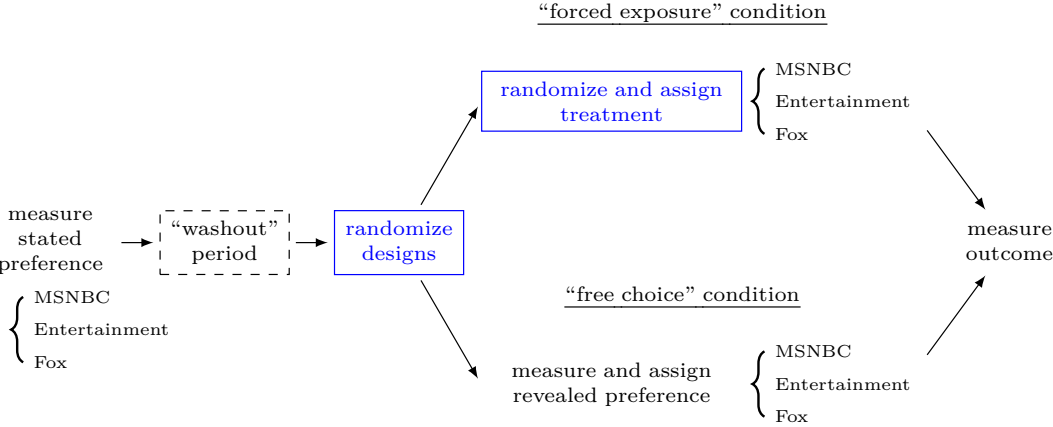 “forced exposure” condition
randomize and assign
treatment
MSNBC
Entertainment
Fox
measure
stated
preference
“washout”
period
randomize
designs
measure
outcome
MSNBC
Entertainment
Fox
“free choice” condition
measure and assign
revealed preference
MSNBC
Entertainment
Fox